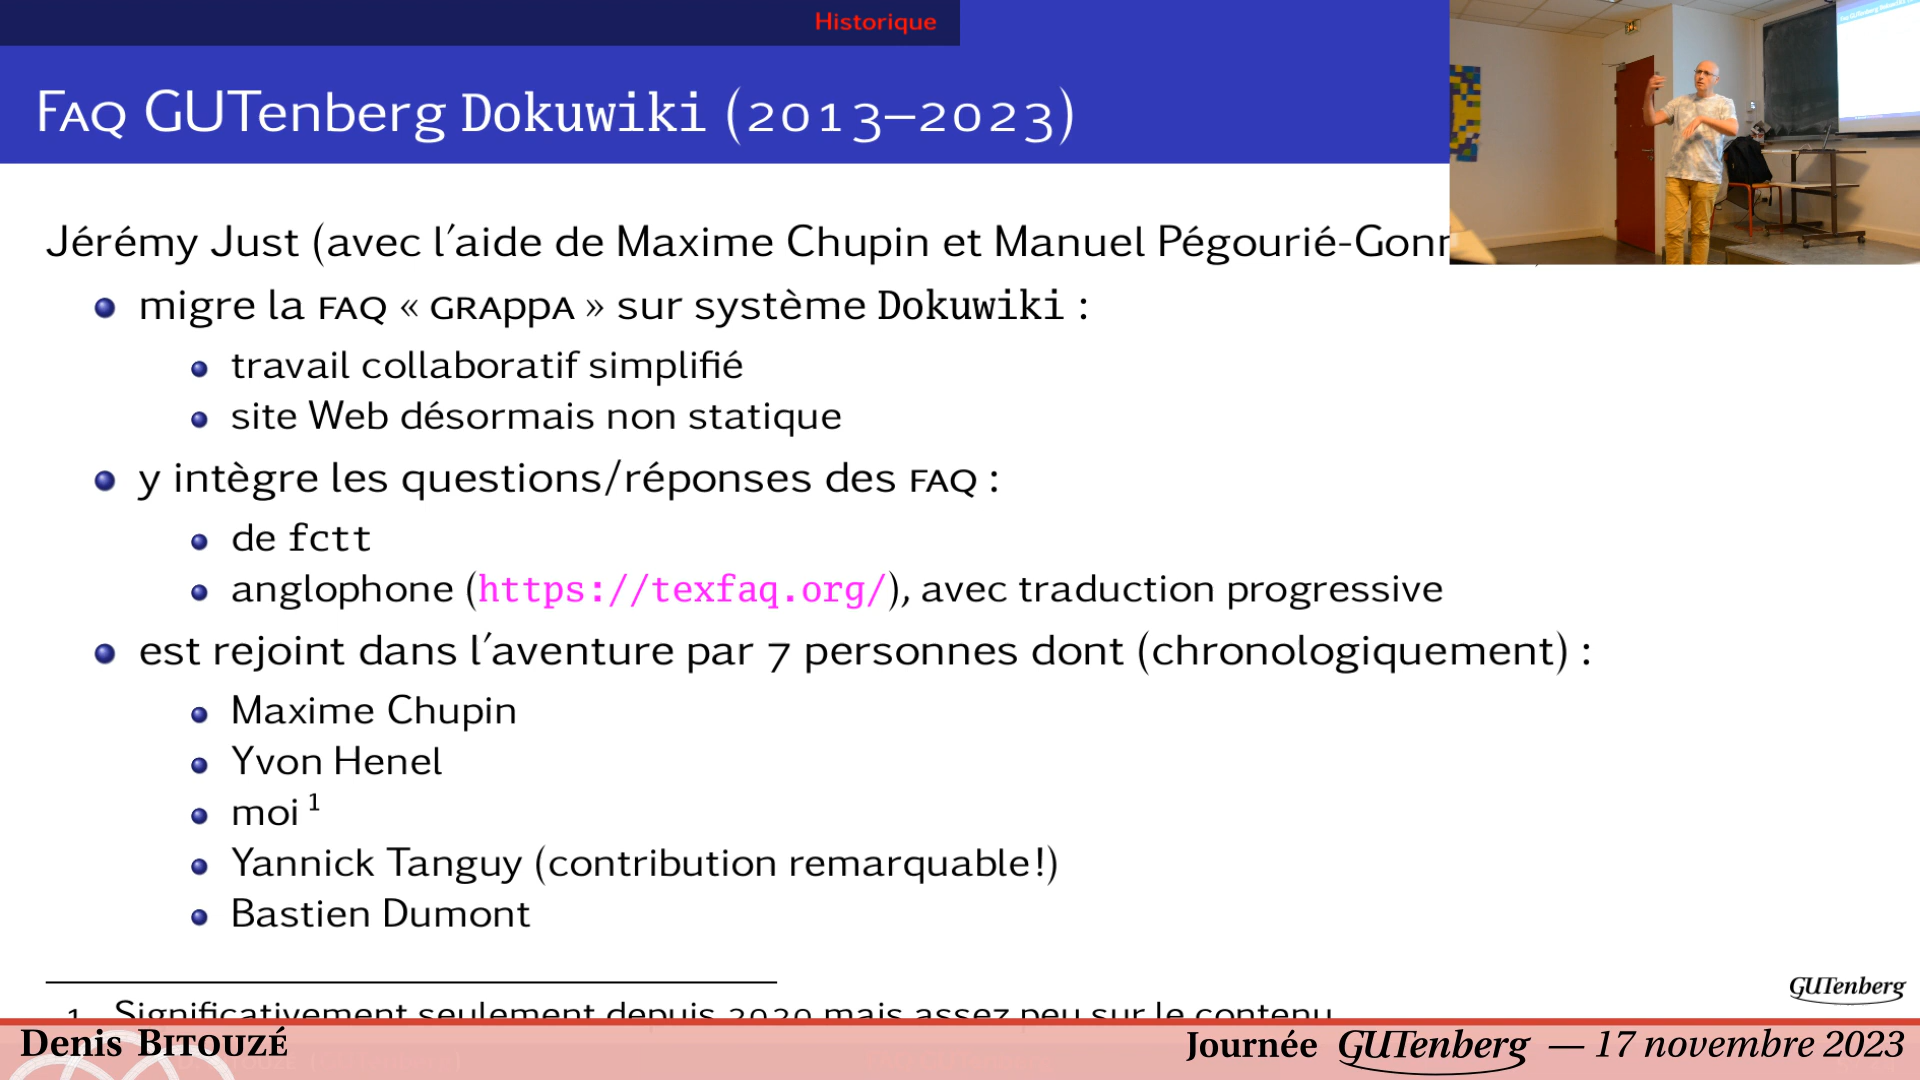 Historique
FAQ GUTenberg Dokuwiki (2013–2023)
Jérémy Just (avec l'aide de Maxime Chupin et Manuel
migre la FAQ « GRAppA » sur système Dokuwiki :
travail collaboratif simplifié
site Web désormais non statique
y intègre les questions/réponses des FAQ :
de fctt
anglophone (https://texfaq.org/), avec traduction progressive
est rejoint dans l'aventure par 7 personnes dont (chronologiquement) :
Maxime Chupin
Yvon Henel
moi 1
Yannick Tanguy (contribution remarquable!)
Bastien Dumont
GUTenberg
1. Significativement seulement depuis 2020 mais assez peu sur le contenu
Denis BITOUZÉ
Journée GUTenberg — 17 novembre 2023